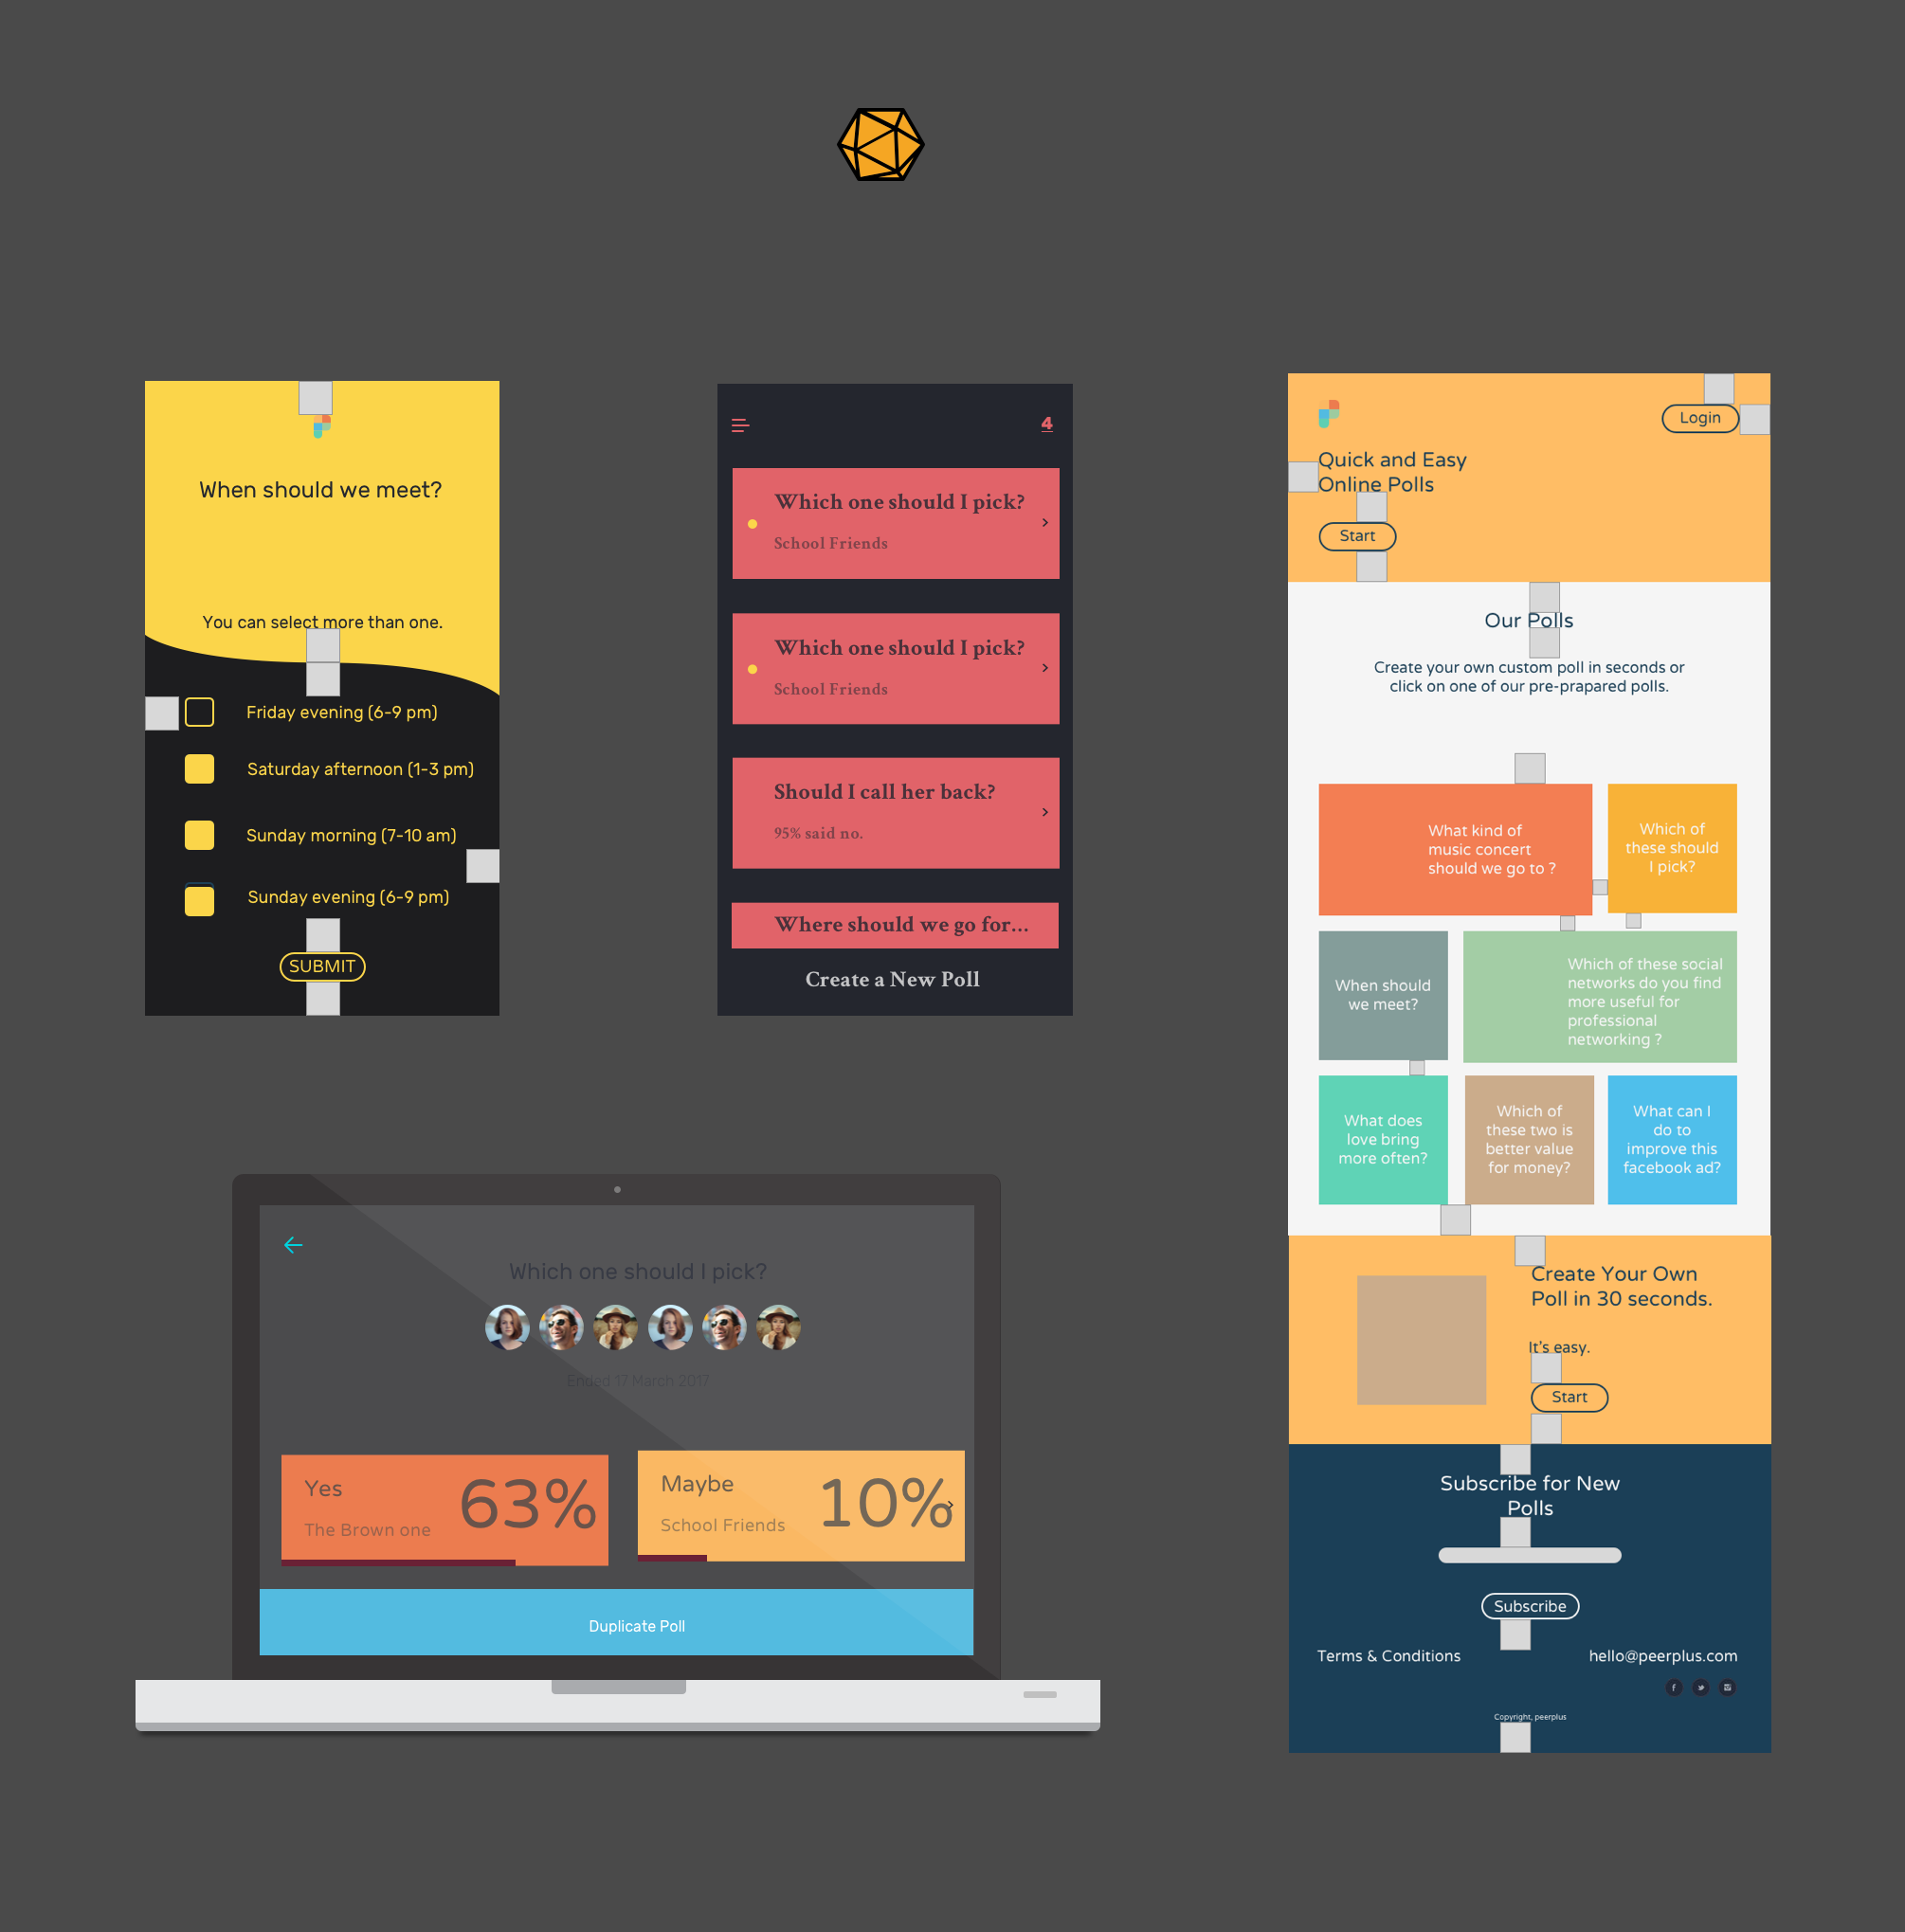 When should we meet?
You can select more than one.
Friday evening (6-9 pm)
Saturday afternoon (1-3 pm)
Sunday morning (7-10 am)
Sunday evening (6-9 pm)
SUBMIT
4
Which one should I pick?
School Friends
Which one should I pick?
School Friends
Should I call her back?
95% said no.
Where should we go for...
Create a New Poll
Login
Quick and Easy
Online Polls
Start
Our Polls
Create your own custom poll in seconds or
click on one of our pre-prapared polls.
What kind of
music concert
should we go to ?
Which of
these should
I pick?
When should
we meet?
Which of these social
networks do you find
more useful for
professional
networking ?
What does
love bring
more often?
Which of
these two is
better value
for money?
What can I
do to
improve this
facebook ad?
Create Your Own
Poll in 30 seconds.
It's easy.
Start
Subscribe for New
Polls
Subscribe
Terms & Conditions
hello@peerplus.com
Copyright, peerplus
Which one should I pick?
Ended 17 March 2017
Yes
63%
The Brown one
Maybe
10%
School Friends
Duplicate Poll